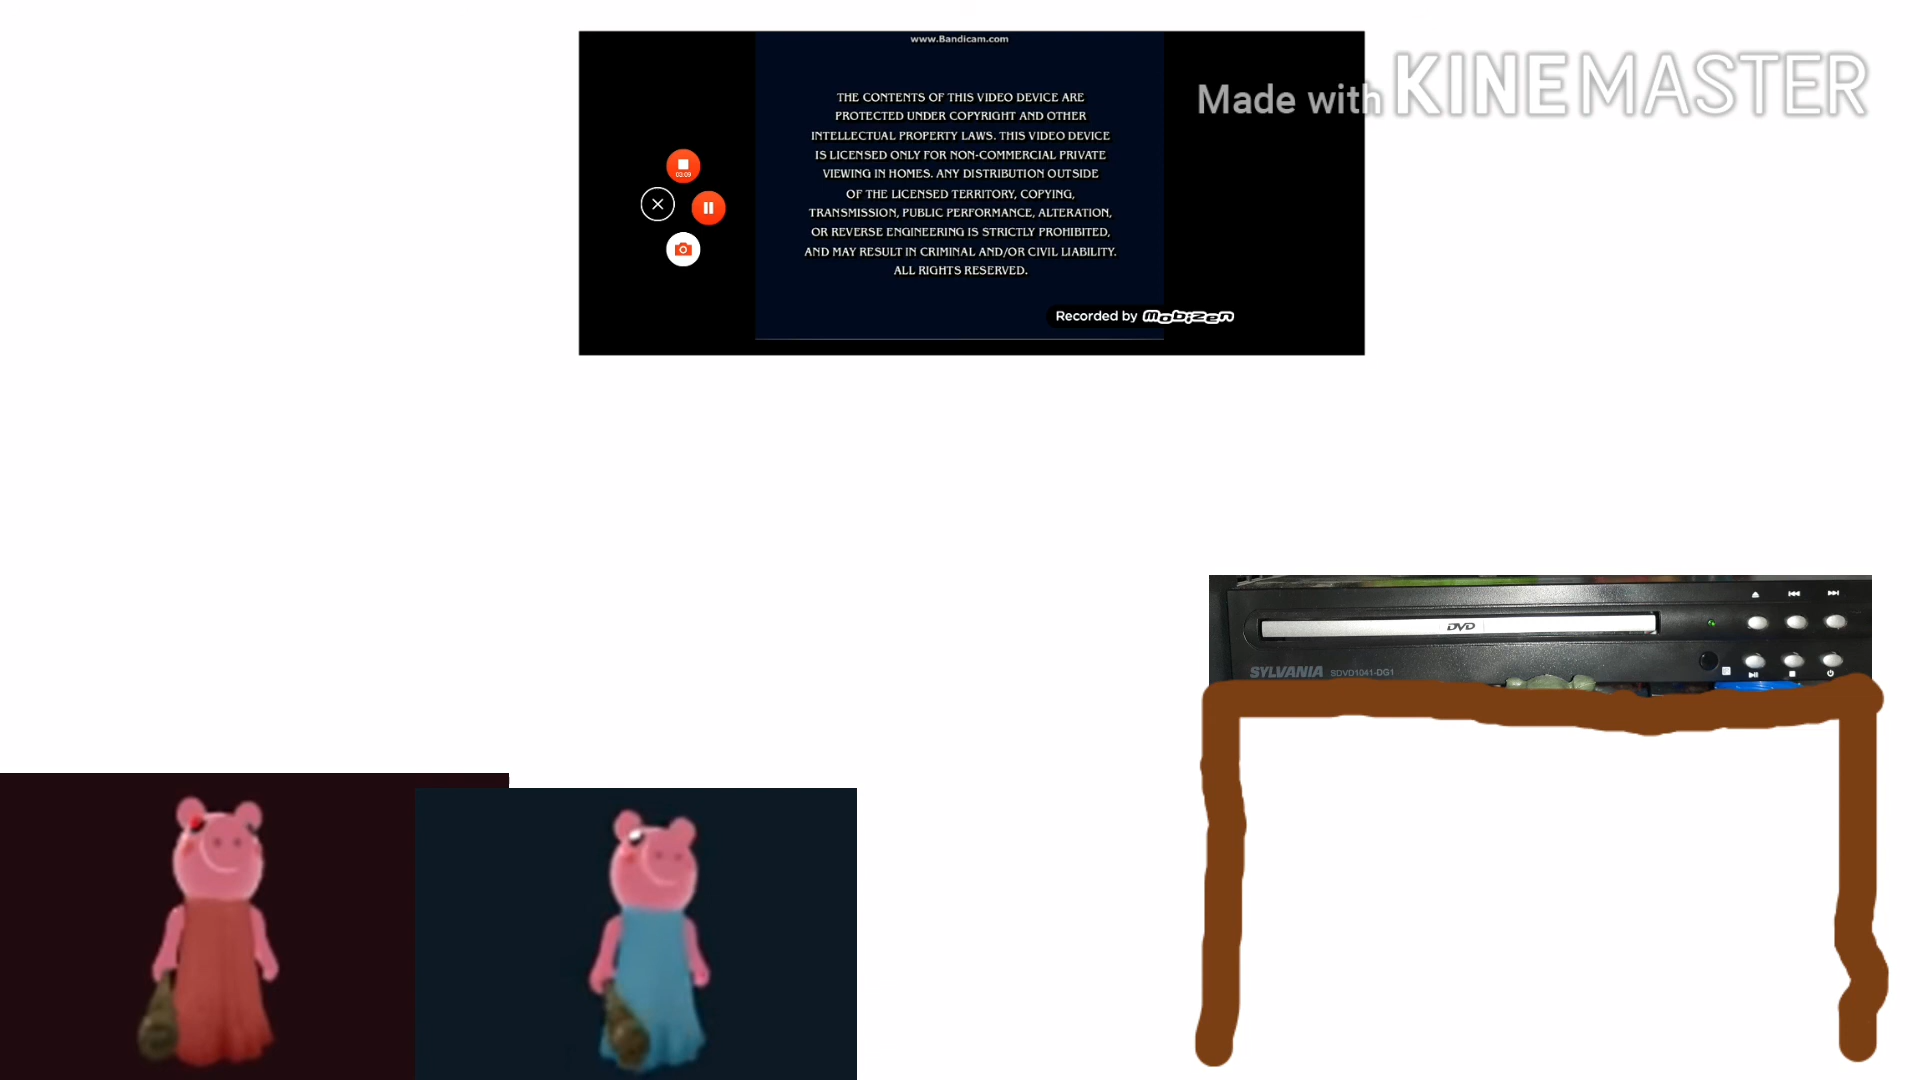 www.Bandicam.com
Made with KINEMASTER
THE CONTENTS OF THIS VIDEO DEVICE ARE
PROTECTED UNDER COPYRIGHT AND OTHER
INTELLECTUAL PROPERTY LAWS. THIS VIDEO DEVICE
IS LICENSED ONLY FOR NON-COMMERCIAL PRIVATE
VIEWING IN HOMES. ANY DISTRIBUTION OUTSIDE
OF THE LICENSED TERRITORY, COPYING,
TRANSMISSION, PUBLIC PERFORMANCE, ALTERATION,
OR REVERSE ENGINEERING IS STRICTLY PROHIBITED,
AND MAY RESULT IN CRIMINAL AND/OR CIVIL LIABILITY.
ALL RIGHTS RESERVED.
03:09
Recorded by mobizen
DVD
SYLVANIA SDVD1041-DG1